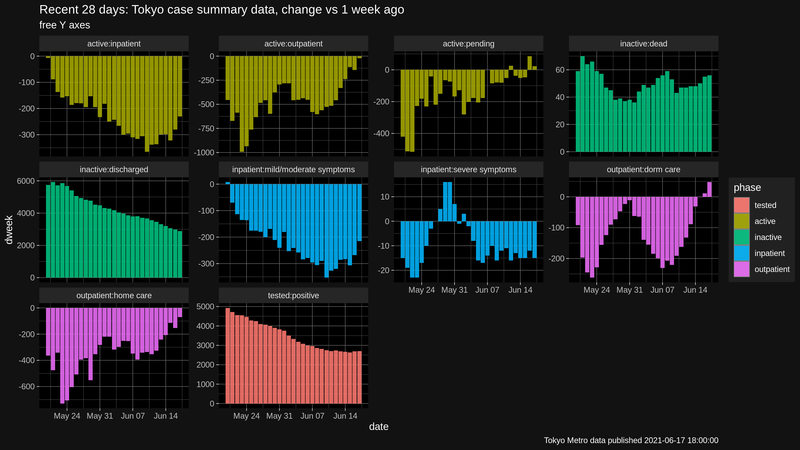 Recent 28 days: Tokyo case summary data, change vs 1 week ago
free Y axes
active:inpatient
active:outpatient
active:pending
inactive:dead
0
-100
-200
-300
0
-250
-500
-750
-1000
0
-200
-400
60
40
20
0
inactive:discharged
inpatient:mild/moderate symptoms
inpatient:severe symptoms
outpatient:dorm care
6000
4000
2000
0
0
-100
-200
-300
10
0
-10
-20
0
-100
-200
May 24 May 31 Jun 07 Jun 14
May 24 May 31 Jun 07 Jun 14
outpatient:home care
tested:positive
0
-200
-400
-600
5000
4000
3000
2000
1000
0
May 24 May 31 Jun 07 Jun 14
May 24 May 31 Jun 07 Jun 14
dweek
date
phase
tested
active
inactive
inpatient
outpatient
Tokyo Metro data published 2021-06-17 18:00:00